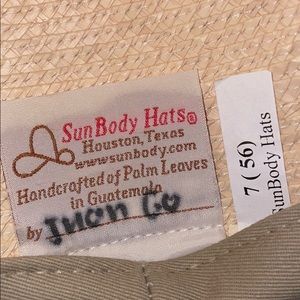 SunBody Hats®
Houston, Texas
www.sunbody.com
Handcrafted of Palm Leaves
in Guatemala
by Juan Go
7 (56)
SunBody Hats